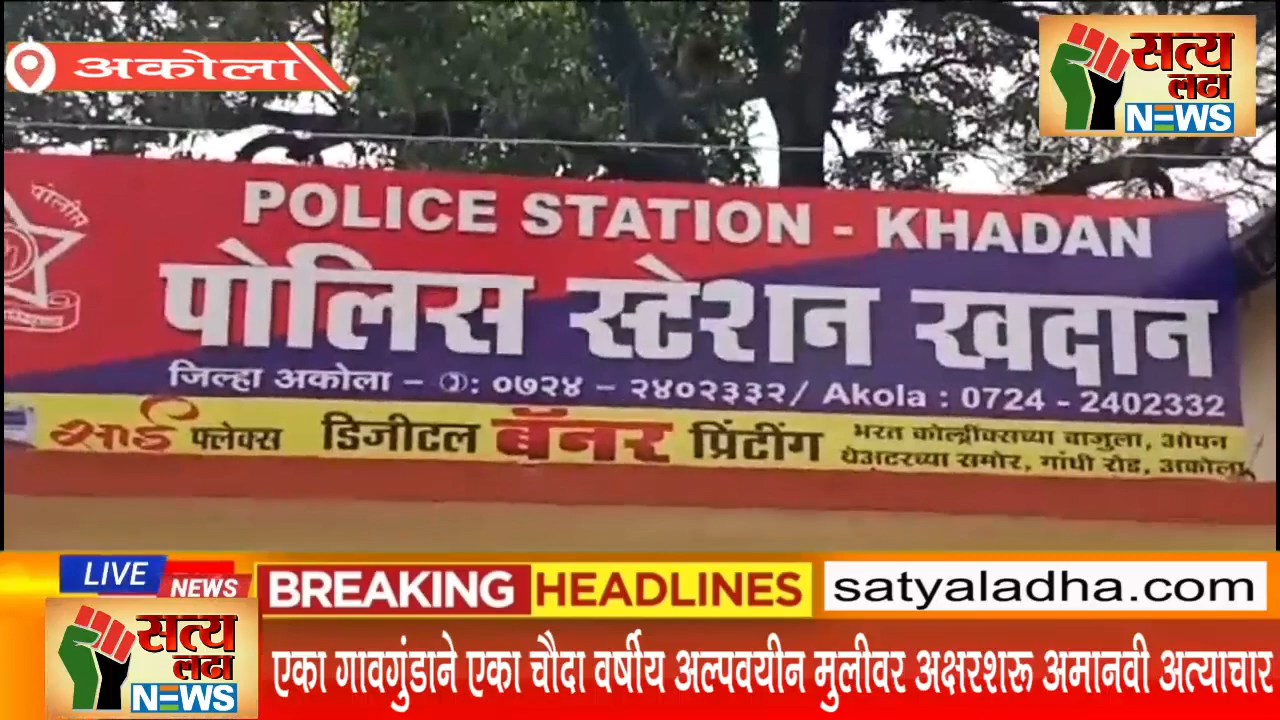 अकोला
सत्य
लढा
NEWS
पोलीस
POLICE STATION - KHADAN
पोलिस स्टेशन खदान
जिल्हा अकोला – ✆: ०७२४ – २४०२३३२/ Akola : 0724 - 2402332
साई फ्लेक्स डिजीटल बॅनर प्रिंटींग
भरत कोल्ड्रींक्सच्या बाजुला, ओपन
थेअटरच्या समोर, गांधी रोड, अकोला
LIVE
NEWS
BREAKING HEADLINES
satyaladha.com
सत्य
लढा
NEWS
एका गावगुंडाने एका चौदा वर्षीय अल्पवयीन मुलीवर अक्षरशरू अमानवी अत्याचार